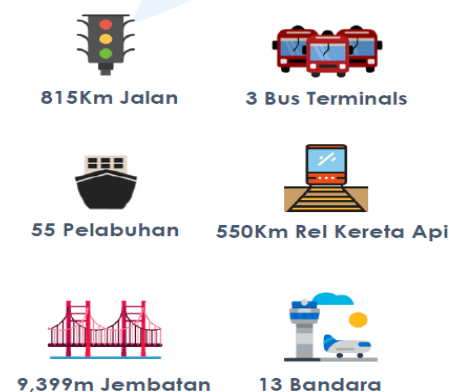 815Km Jalan
3 Bus Terminals
55 Pelabuhan
550Km Rel Kereta Api
9,399m Jembatan
13 Bandara